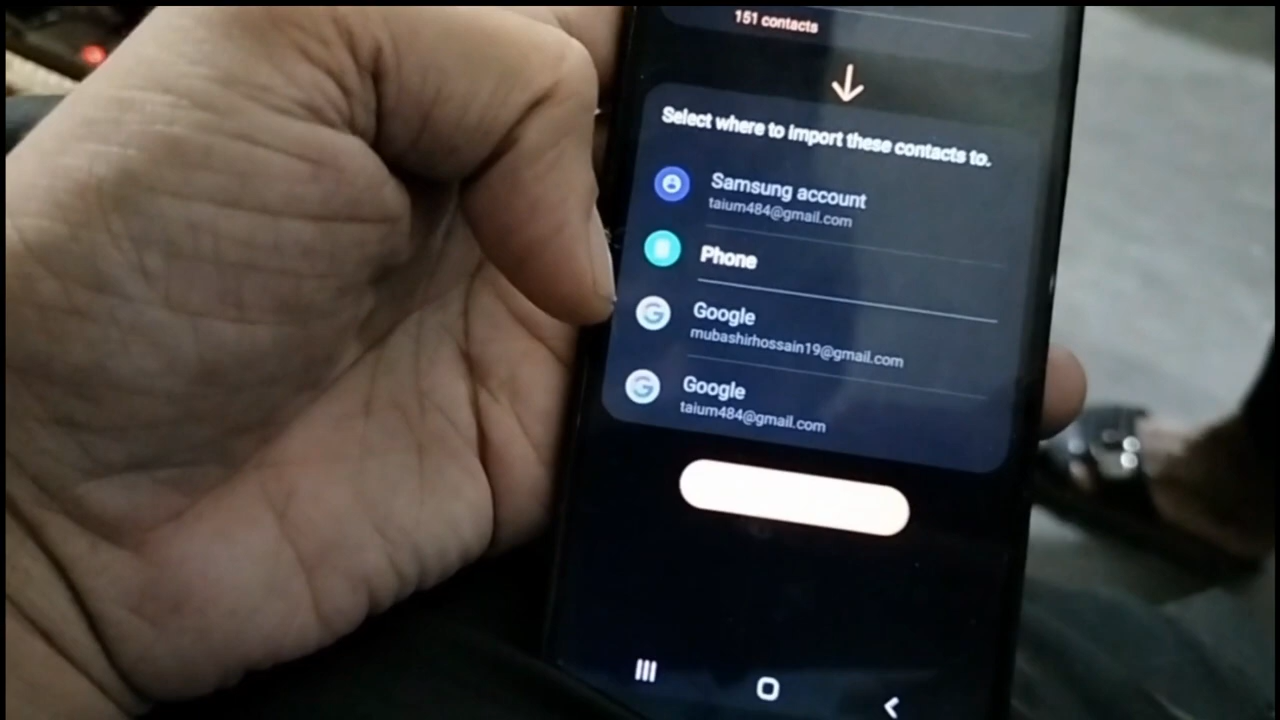 151 contacts
Select where to import these contacts to.
Samsung account
taium484@gmail.com
Phone
Google
mubashirhossain19@gmail.com
Google
taium484@gmail.com